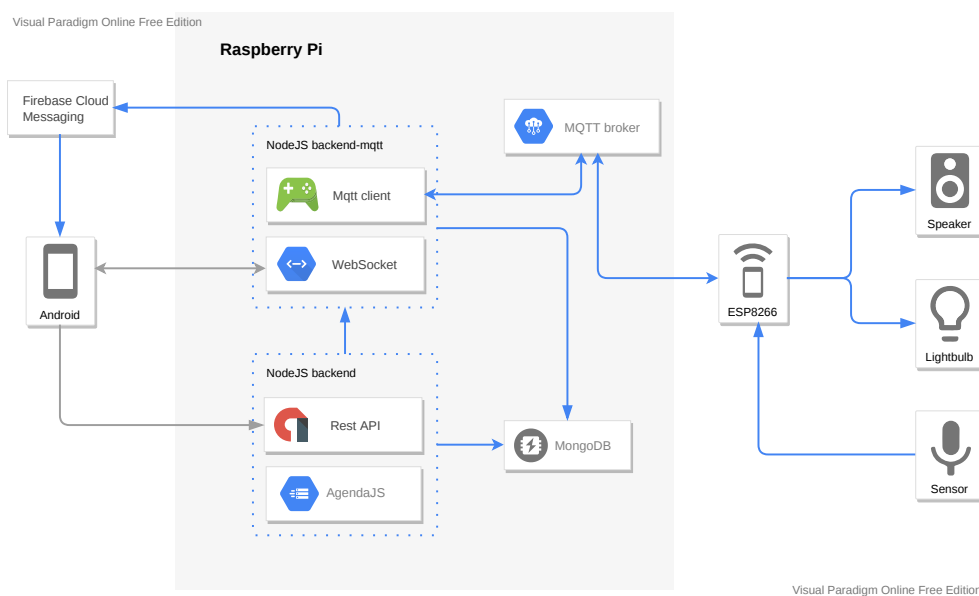 Visual Paradigm Online Free Edition
Raspberry Pi
Firebase Cloud
Messaging
NodeJS backend-mqtt
MQTT broker
Mqtt client
Speaker
WebSocket
Android
ESP8266
Lightbulb
NodeJS backend
Rest API
MongoDB
AgendaJS
Sensor
Visual Paradigm Online Free Edition